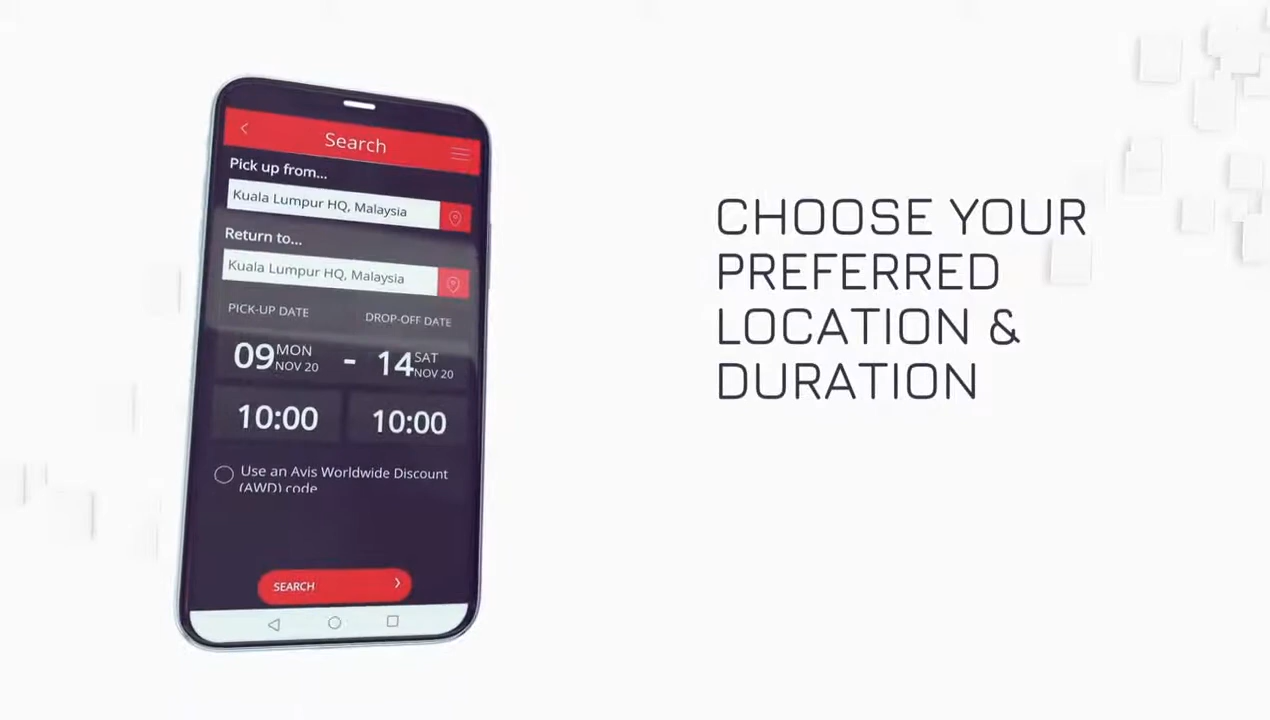 Search
Pick up from...
Kuala Lumpur HQ, Malaysia
Return to...
Kuala Lumpur HQ, Malaysia
PICK-UP DATE DROP-OFF DATE
09 MON NOV 20 - 14 SAT NOV 20
10:00 10:00
Use an Avis Worldwide Discount
(AWD) code
SEARCH
CHOOSE YOUR
PREFERRED
LOCATION &
DURATION